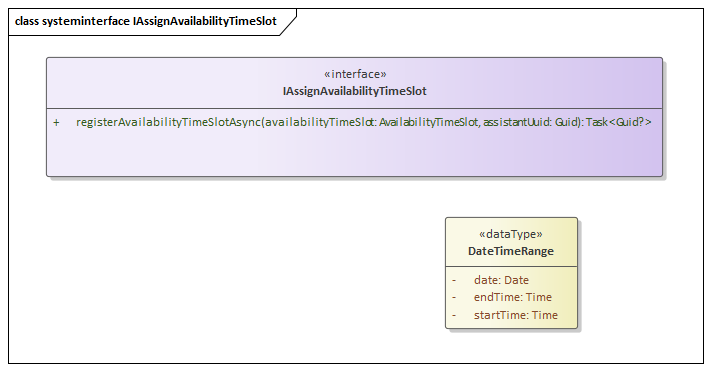 class systeminterface IAssignAvailabilityTimeSlot
«interface»
IAssignAvailabilityTimeSlot
+ registerAvailabilityTimeSlotAsync(availabilityTimeSlot: AvailabilityTimeSlot, assistantUuid: Guid): Task<Guid?>
«dataType»
DateTimeRange
- date: Date
- endTime: Time
- startTime: Time